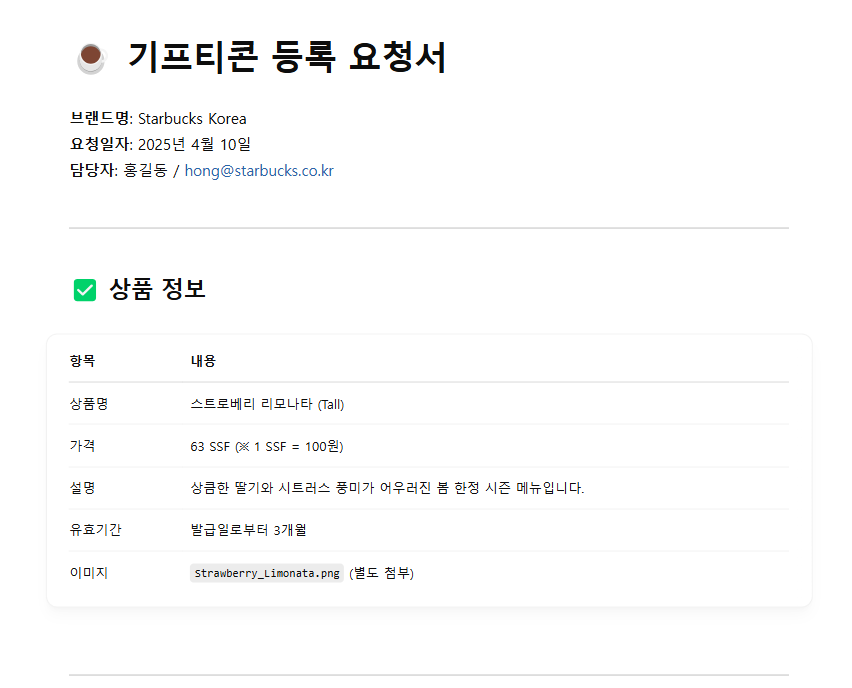 기프티콘 등록 요청서
브랜드명: Starbucks Korea
요청일자: 2025년 4월 10일
담당자: 홍길동 / hong@starbucks.co.kr
상품 정보
항목 내용
상품명 스트로베리 리모나타 (Tall)
가격 63 SSF (※ 1 SSF = 100원)
설명 상큼한 딸기와 시트러스 풍미가 어우러진 봄 한정 시즌 메뉴입니다.
유효기간 발급일로부터 3개월
이미지 Strawberry_Limonata.png (별도 첨부)